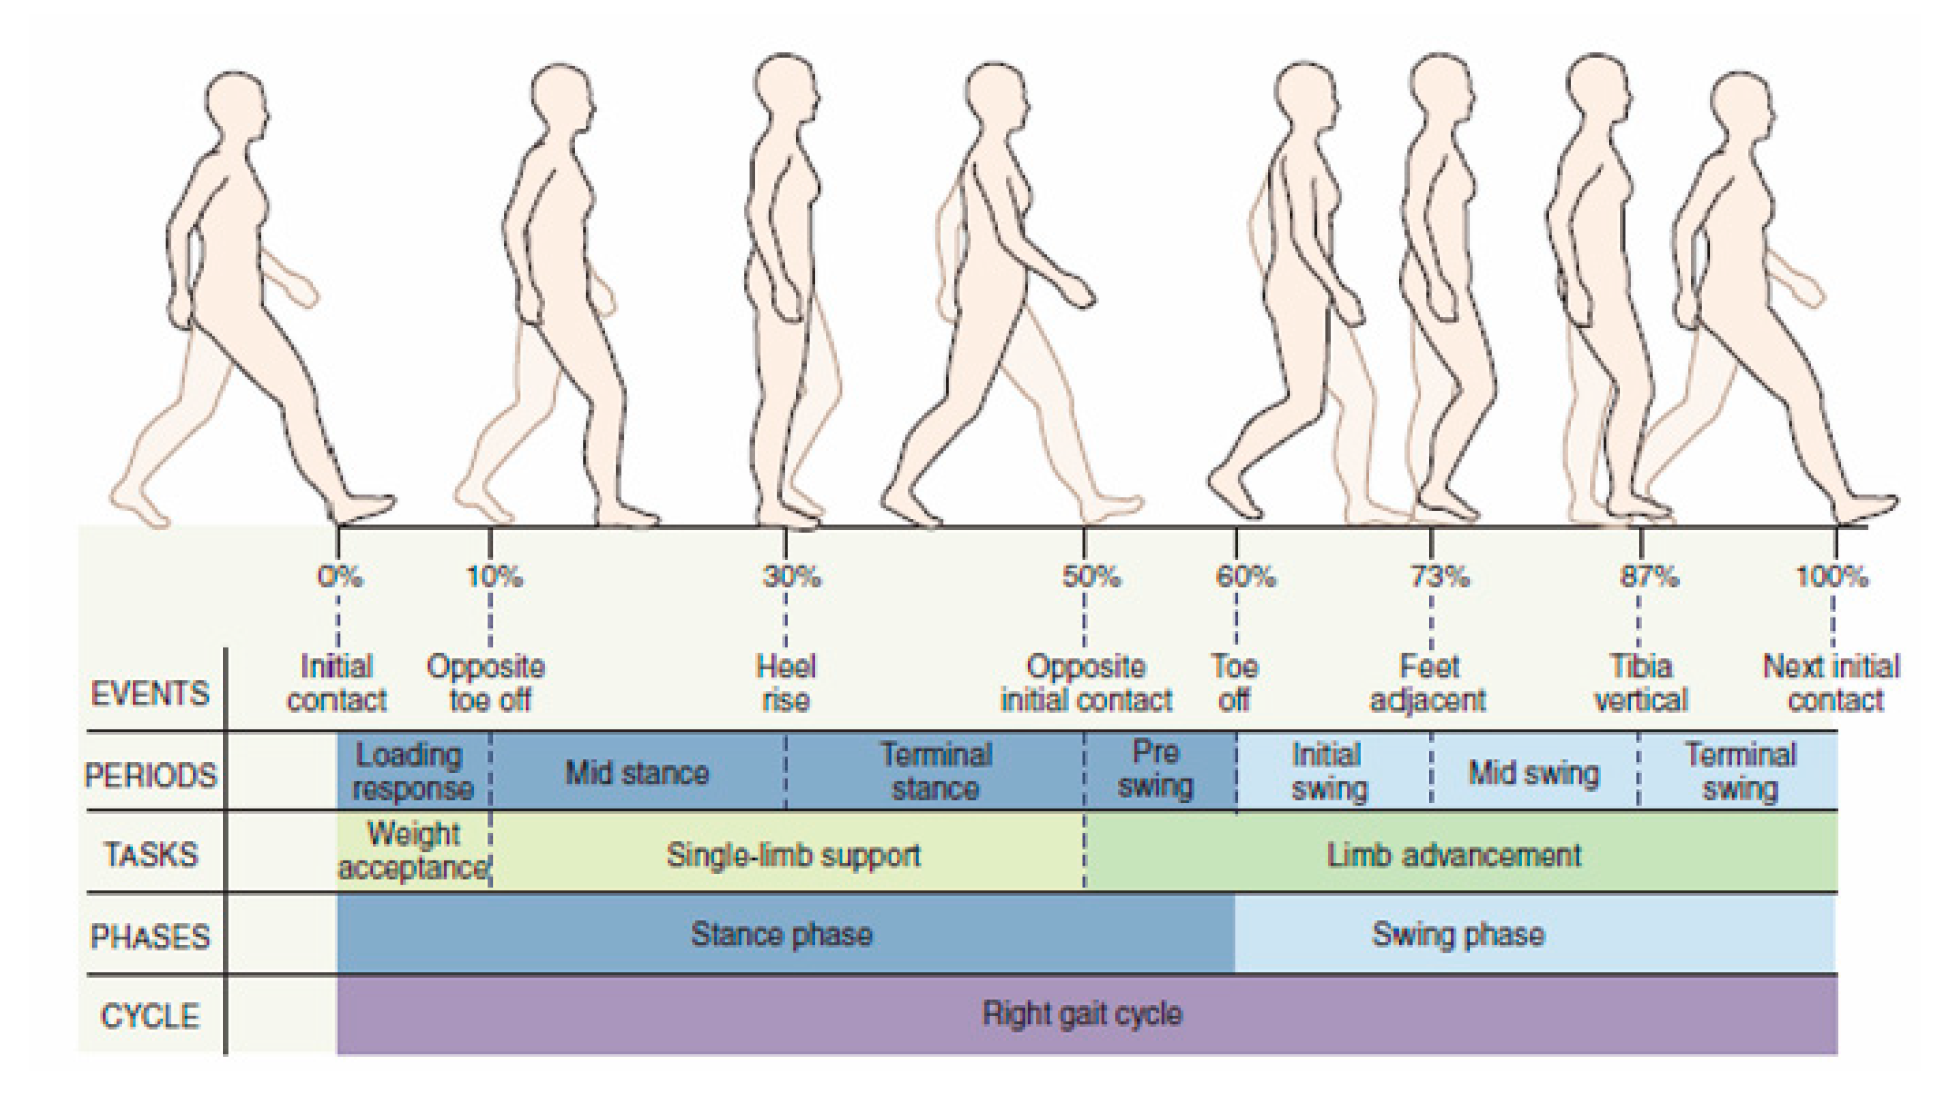 0% 10% 30% 50% 60% 73% 87% 100%
EVENTS
Initial
contact
Opposite
toe off
Heel
rise
Opposite
initial contact
Toe
off
Feet
adjacent
Tibia
vertical
Next initial
contact
PERIODS
Loading
response
Mid stance
Terminal
stance
Pre
swing
Initial
swing
Mid swing
Terminal
swing
TASKS
Weight
acceptance
Single-limb support
Limb advancement
PHASES
Stance phase
Swing phase
CYCLE
Right gait cycle